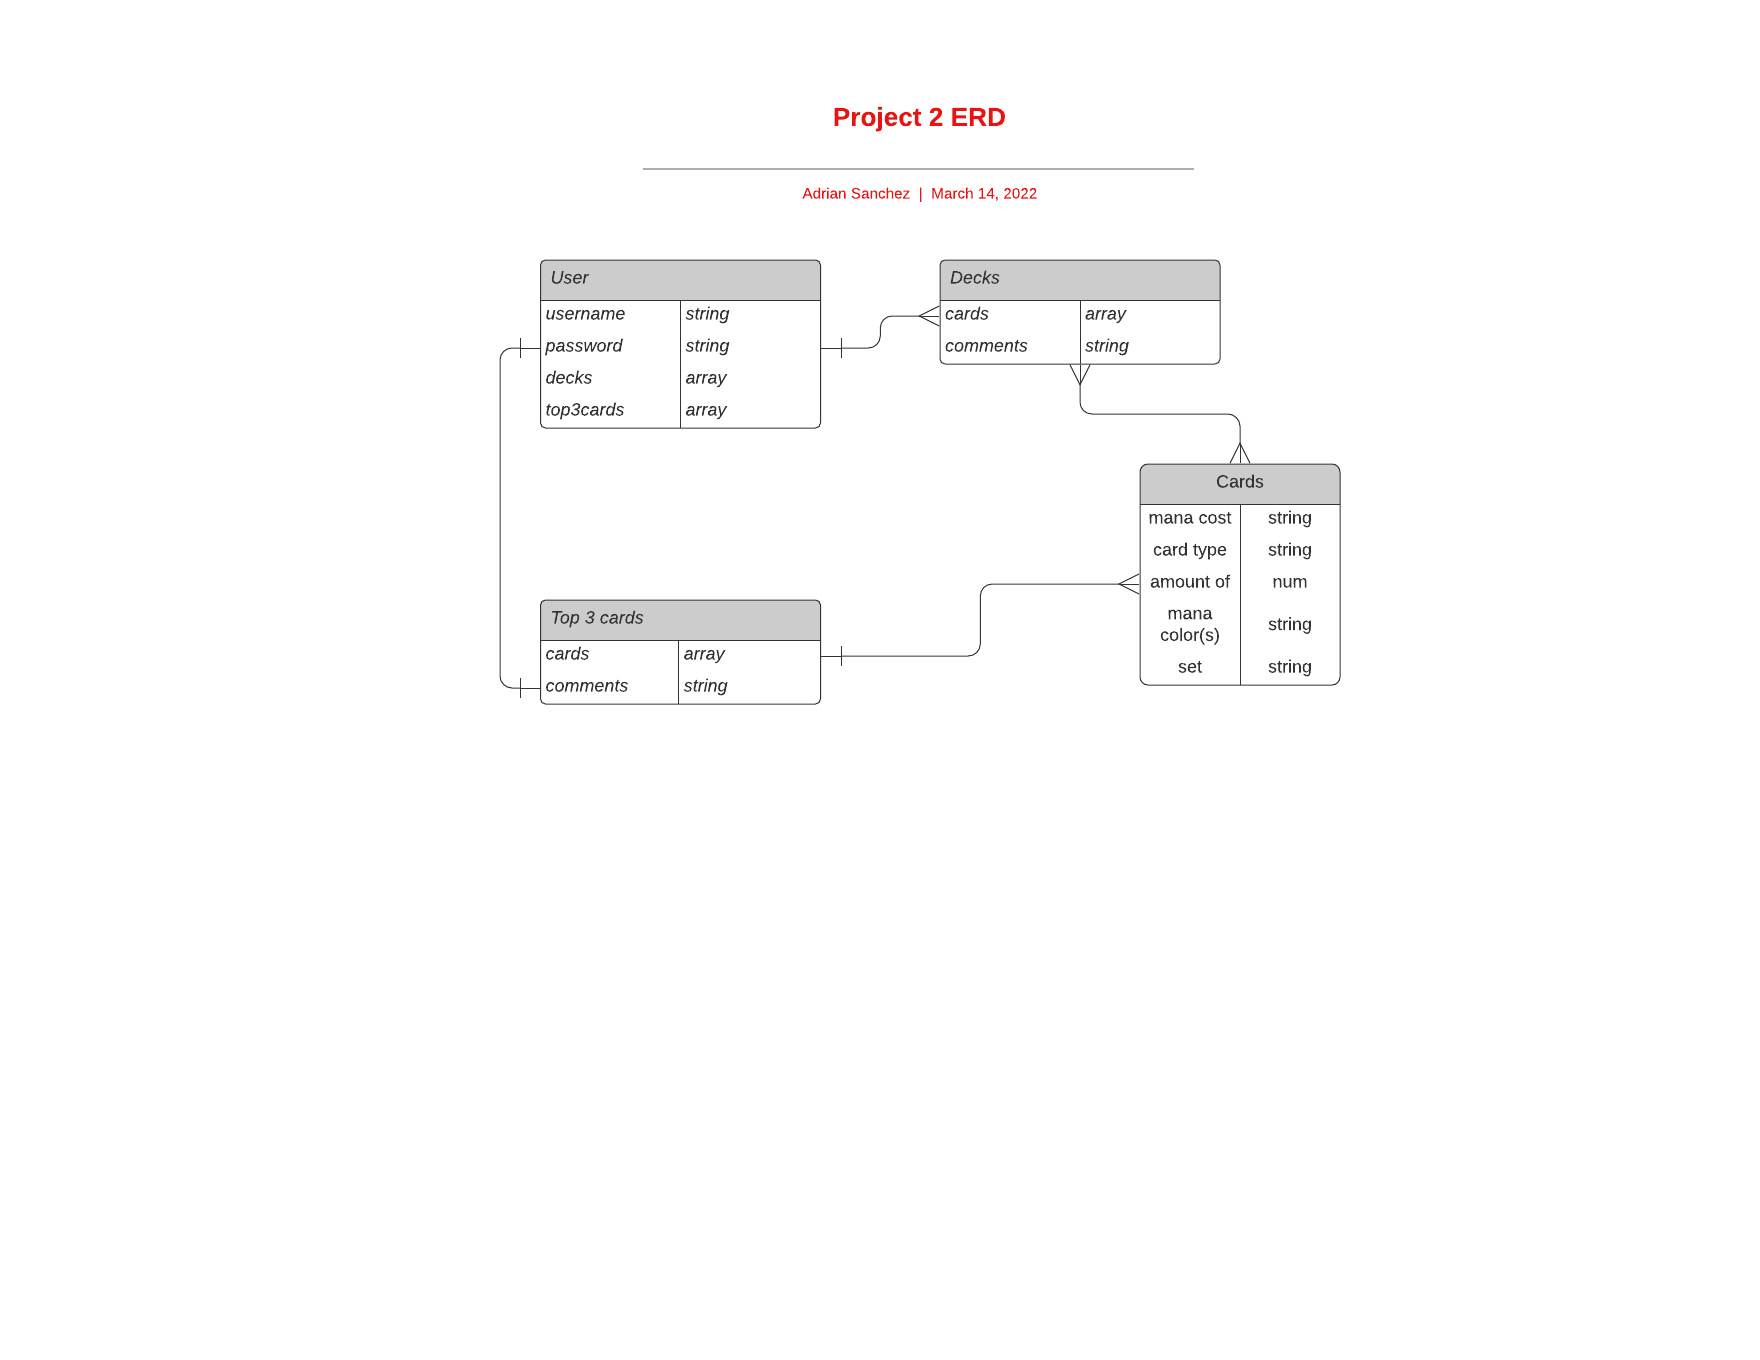 Project 2 ERD
Adrian Sanchez | March 14, 2022
User
username string
password string
decks array
top3cards array
Decks
cards array
comments string
Cards
mana cost string
card type string
amount of num
mana
color(s) string
set string
Top 3 cards
cards array
comments string